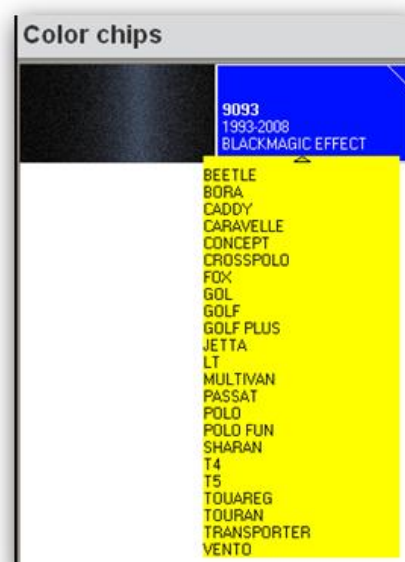 Color chips
9093
1993-2008
BLACKMAGIC EFFECT
BEETLE
BORA
CADDY
CARAVELLE
CONCEPT
CROSSPOLO
FOX
GOL
GOLF
GOLF PLUS
JETTA
LT
MULTIVAN
PASSAT
POLO
POLO FUN
SHARAN
T4
T5
TOUAREG
TOURAN
TRANSPORTER
VENTO